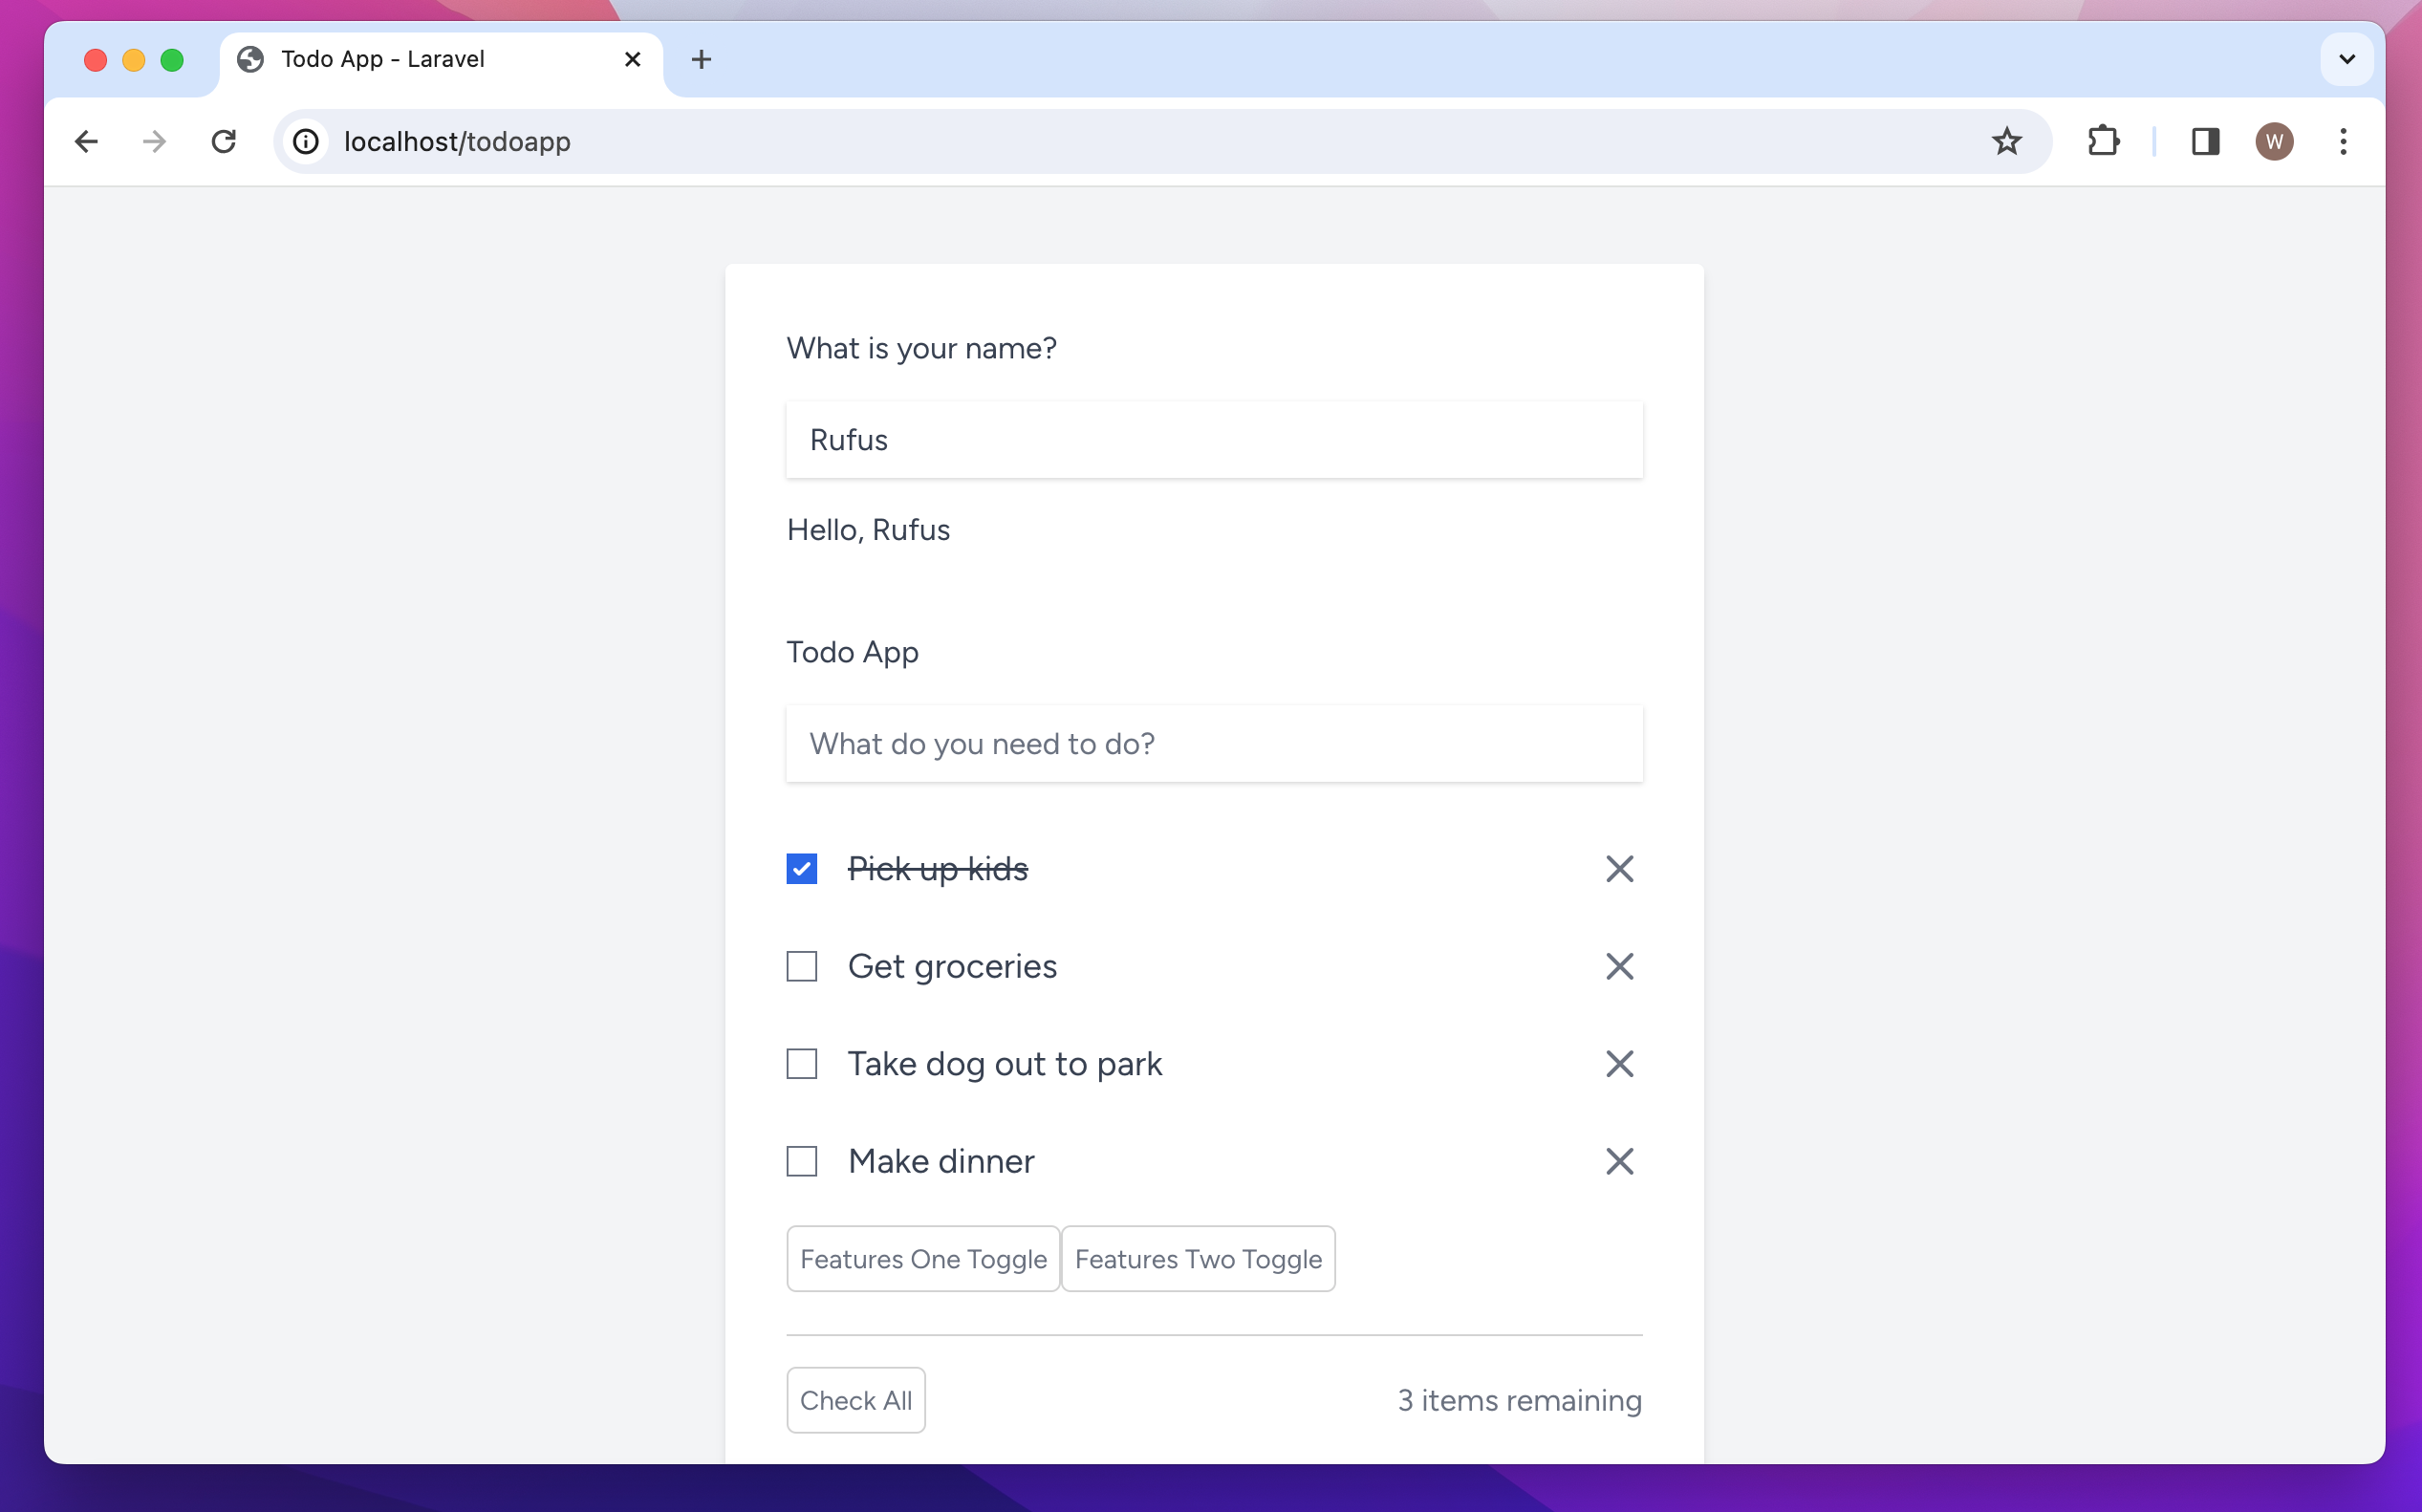 Todo App - Laravel
localhost/todoapp
W
What is your name?
Rufus
Hello, Rufus
Todo App
What do you need to do?
Pick up kids
Get groceries
Take dog out to park
Make dinner
Features One Toggle Features Two Toggle
Check All 3 items remaining